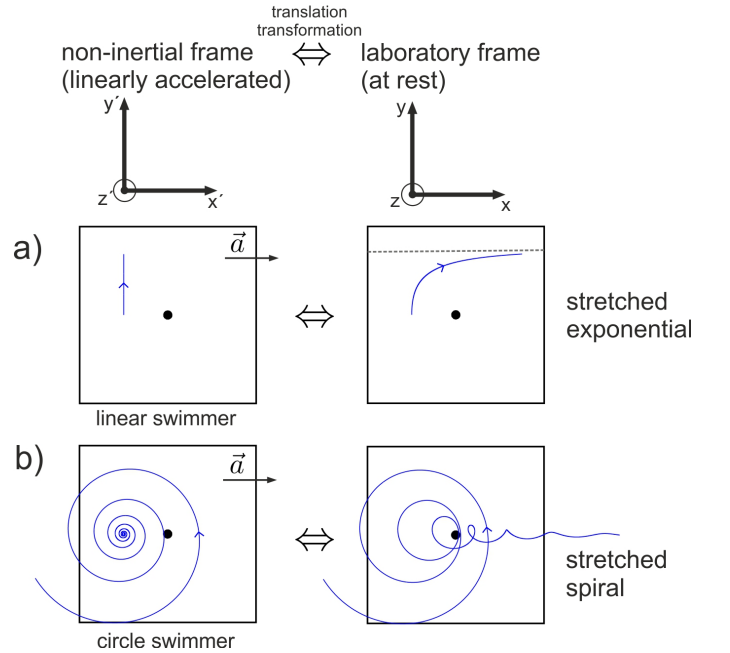 translation
transformation
non-inertial frame ⇔ laboratory frame
(linearly accelerated) (at rest)
y´ y
z´ x´ z x
a) a⃗ ⇔ stretched
exponential
linear swimmer
b) a⃗ ⇔ stretched
spiral
circle swimmer